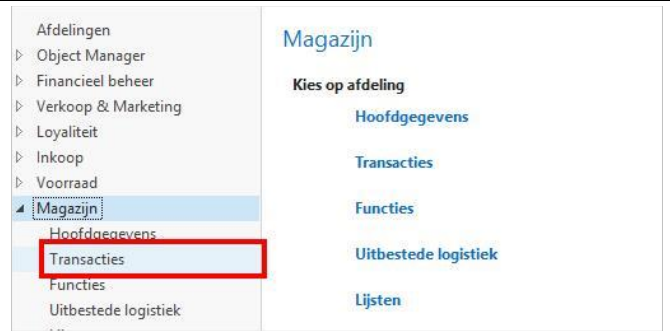 Afdelingen
Object Manager
Financieel beheer
Verkoop & Marketing
Loyaliteit
Inkoop
Voorraad
Magazijn
Hoofdgegevens
Transacties
Functies
Uitbestede logistiek
Magazijn
Kies op afdeling
Hoofdgegevens
Transacties
Functies
Uitbestede logistiek
Lijsten